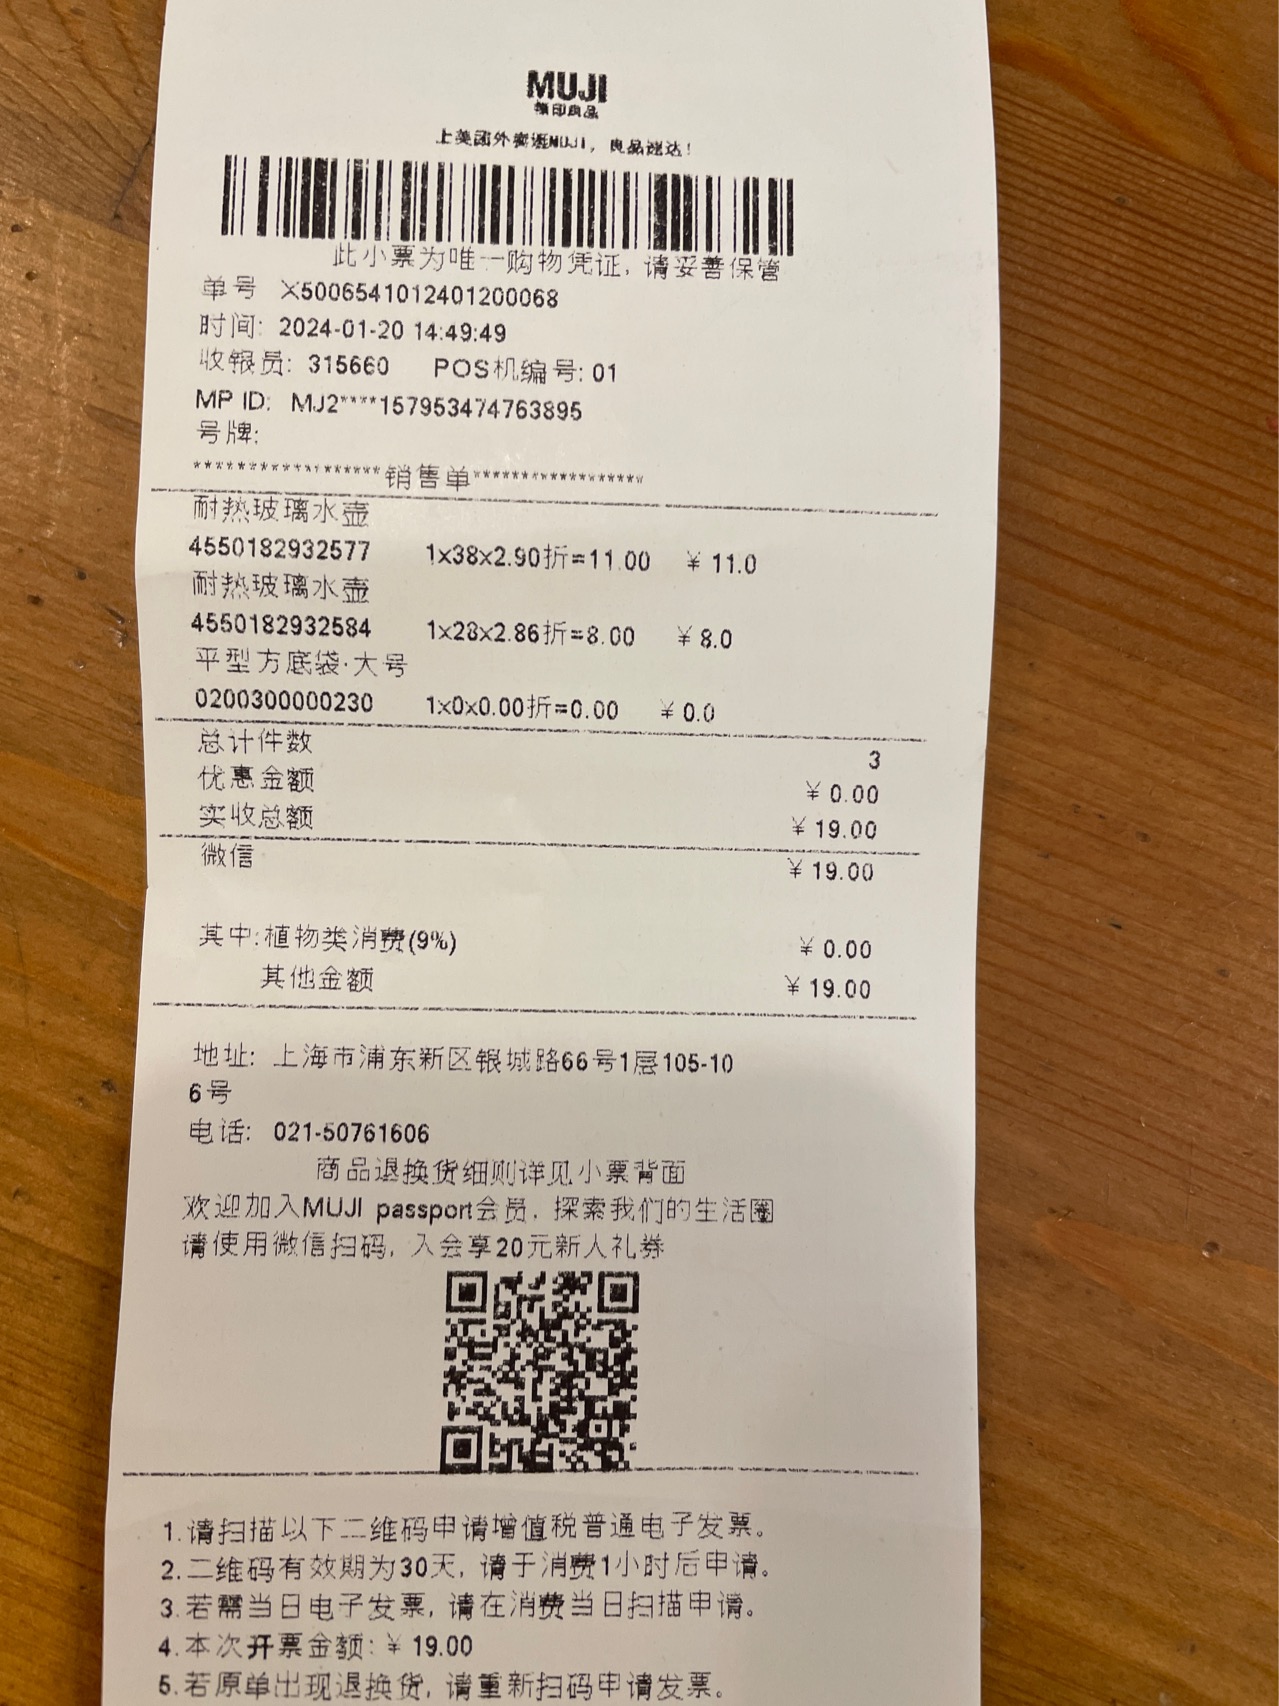 MUJI
無印良品
上美团外卖逛MUJI，良品速达！
此小票为唯一购物凭证，请妥善保管
单号 X5006541012401200068
时间: 2024-01-20 14:49:49
收银员: 315660 POS机编号: 01
MP ID: MJ2****1579534747​63895
号牌:
******************销售单******************
耐热玻璃水壶
4550182932577 1x38x2.90折=11.00 ¥ 11.0
耐热玻璃水壶
4550182932584 1x28x2.86折=8.00 ¥ 8.0
平型方底袋·大号
0200300000230 1x0x0.00折=0.00 ¥ 0.0
总计件数 3
优惠金额 ¥ 0.00
实收总额 ¥ 19.00
微信 ¥ 19.00
其中:植物类消费(9%) ¥ 0.00
其他金额 ¥ 19.00
地址: 上海市浦东新区银城路66号1层105-10
6号
电话: 021-50761606
商品退换货细则详见小票背面
欢迎加入MUJI passport会员，探索我们的生活圈
请使用微信扫码，入会享20元新人礼券
1.请扫描以下二维码申请增值税普通电子发票。
2.二维码有效期为30天，请于消费1小时后申请。
3.若需当日电子发票，请在消费当日扫描申请。
4.本次开票金额: ¥ 19.00
5.若原单出现退换货，请重新扫码申请发票。